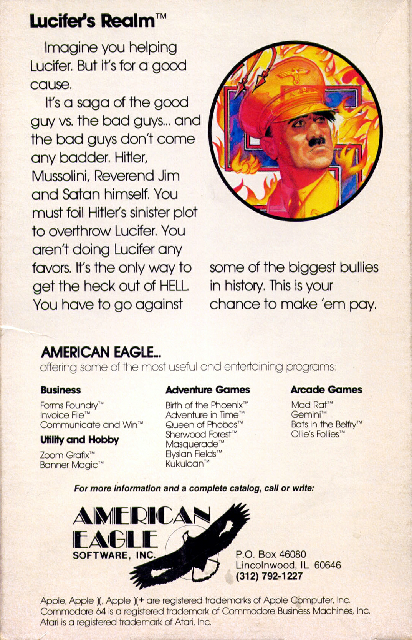 Lucifer's Realm™
Imagine you helping
Lucifer. But it's for a good
cause.
It's a saga of the good
guy vs. the bad guys... and
the bad guys don't come
any badder. Hitler,
Mussolini, Reverend Jim
and Satan himself. You
must foil Hitler's sinister plot
to overthrow Lucifer. You
aren't doing Lucifer any
favors. It's the only way to
get the heck out of HELL.
You have to go against
some of the biggest bullies
in history. This is your
chance to make 'em pay.
AMERICAN EAGLE...
offering some of the most useful and entertaining programs.
Business
Forms Foundry™
Invoice File™
Communicate and Win™
Utility and Hobby
Zoom Grafix™
Banner Magic™
Adventure Games
Birth of the Phoenix™
Adventure in Time™
Queen of Phobos™
Sherwood Forest™
Masquerade™
Elysian Fields™
Kukulcan™
Arcade Games
Mad Rat™
Gemini™
Bats in the Belfry™
Ollie's Follies™
For more information and a complete catalog, call or write:
AMERICAN
EAGLE
SOFTWARE, INC.
P.O. Box 46080
Lincolnwood, IL 60646
(312) 792-1227
Apple, Apple ][, Apple ][+ are registered trademarks of Apple Computer, Inc.
Commodore 64 is a registered trademark of Commodore Business Machines, Inc.
Atari is a registered trademark of Atari, Inc.